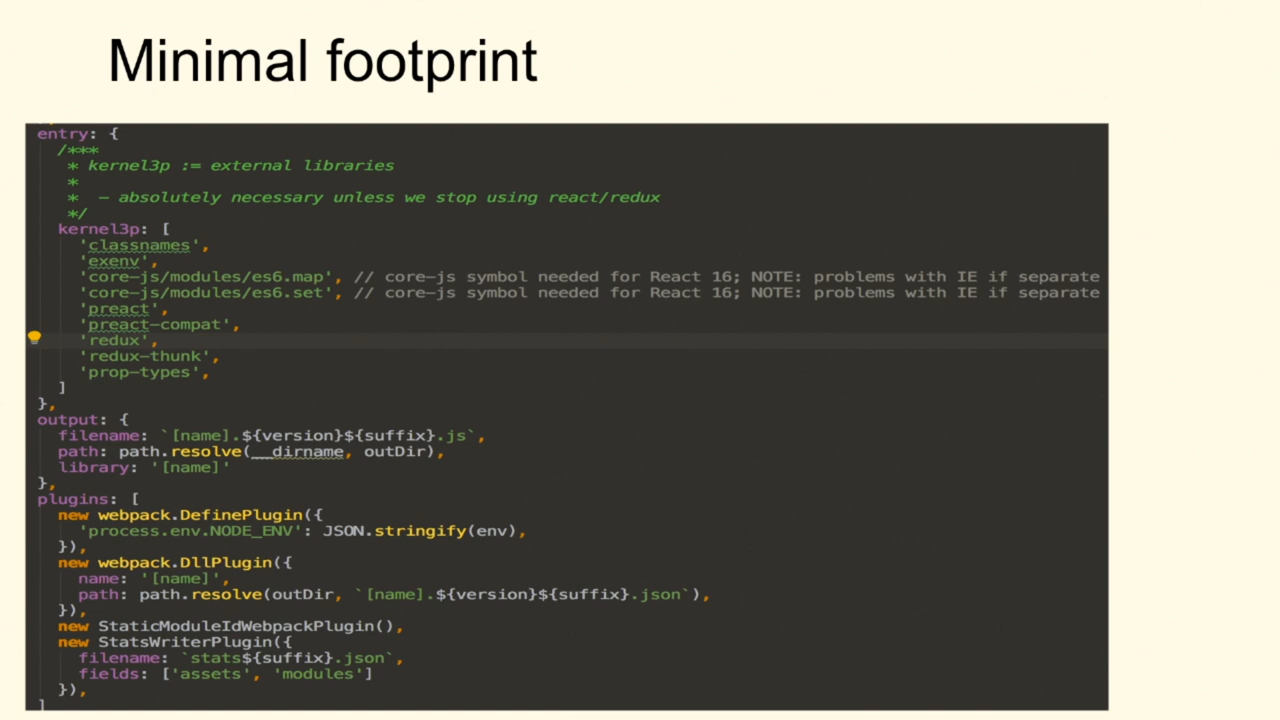 Minimal footprint
entry: {
/***
* kernel3p := external libraries
*
* – absolutely necessary unless we stop using react/redux
*/
kernel3p: [
'classnames',
'exenv',
'core-js/modules/es6.map', // core-js symbol needed for React 16; NOTE: problems with IE if separate
'core-js/modules/es6.set', // core-js symbol needed for React 16; NOTE: problems with IE if separate
'preact',
'preact-compat',
'redux',
'redux-thunk',
'prop-types',
]
},
output: {
filename: `[name].${version}${suffix}.js`,
path: path.resolve(__dirname, outDir),
library: '[name]'
},
plugins: [
new webpack.DefinePlugin({
'process.env.NODE_ENV': JSON.stringify(env),
}),
new webpack.DllPlugin({
name: '[name]',
path: path.resolve(outDir, `[name].${version}${suffix}.json`),
}),
new StaticModuleIdWebpackPlugin(),
new StatsWriterPlugin({
filename: `stats${suffix}.json`,
fields: ['assets', 'modules']
}),
]